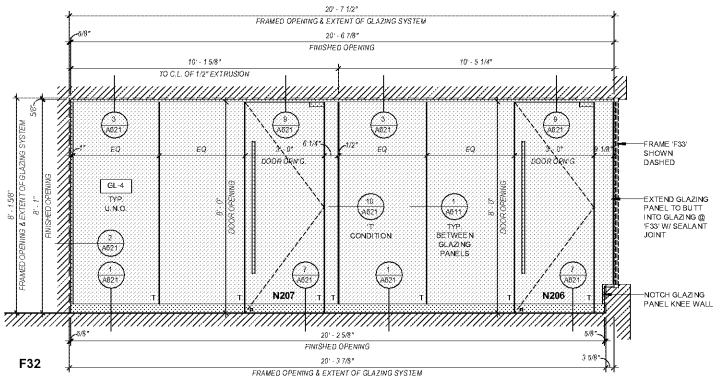 20' - 7 1/2"
FRAMED OPENING & EXTENT OF GLAZING SYSTEM
5/8"
20' - 6 7/8"
FINISHED OPENING
10' - 1 5/8"
10' - 5 1/4"
TO C.L. OF 1/2" EXTRUSION
5/8"
3
A621
9
A621
3
A621
9
A621
1"
EQ
EQ
3' - 0"
DOOR OPN'G.
6 1/4"
1/2"
EQ
EQ
3' - 0"
DOOR OPN'G.
9 1/8"
FRAME 'F33'
SHOWN
DASHED
8' - 1 5/8"
FRAMED OPENING & EXTENT OF GLAZING SYSTEM
8' - 1"
FINISHED OPENING
GL-4
TYP.
U.N.O.
8' - 0"
DOOR OPENING
10
A621
'T'
CONDITION
1
A611
TYP.
BETWEEN
GLAZING
PANELS
8' - 0"
DOOR OPENING
EXTEND GLAZING
PANEL TO BUTT
INTO GLAZING @
'F33' W/ SEALANT
JOINT
2
A621
1
A621
7
A621
1
A621
7
A621
T
T
N207
T
T
T
N206
T
NOTCH GLAZING
PANEL KNEE WALL
5/8"
20' - 2 5/8"
5/8"
FINISHED OPENING
20' - 3 7/8"
3 5/8"
FRAMED OPENING & EXTENT OF GLAZING SYSTEM
F32